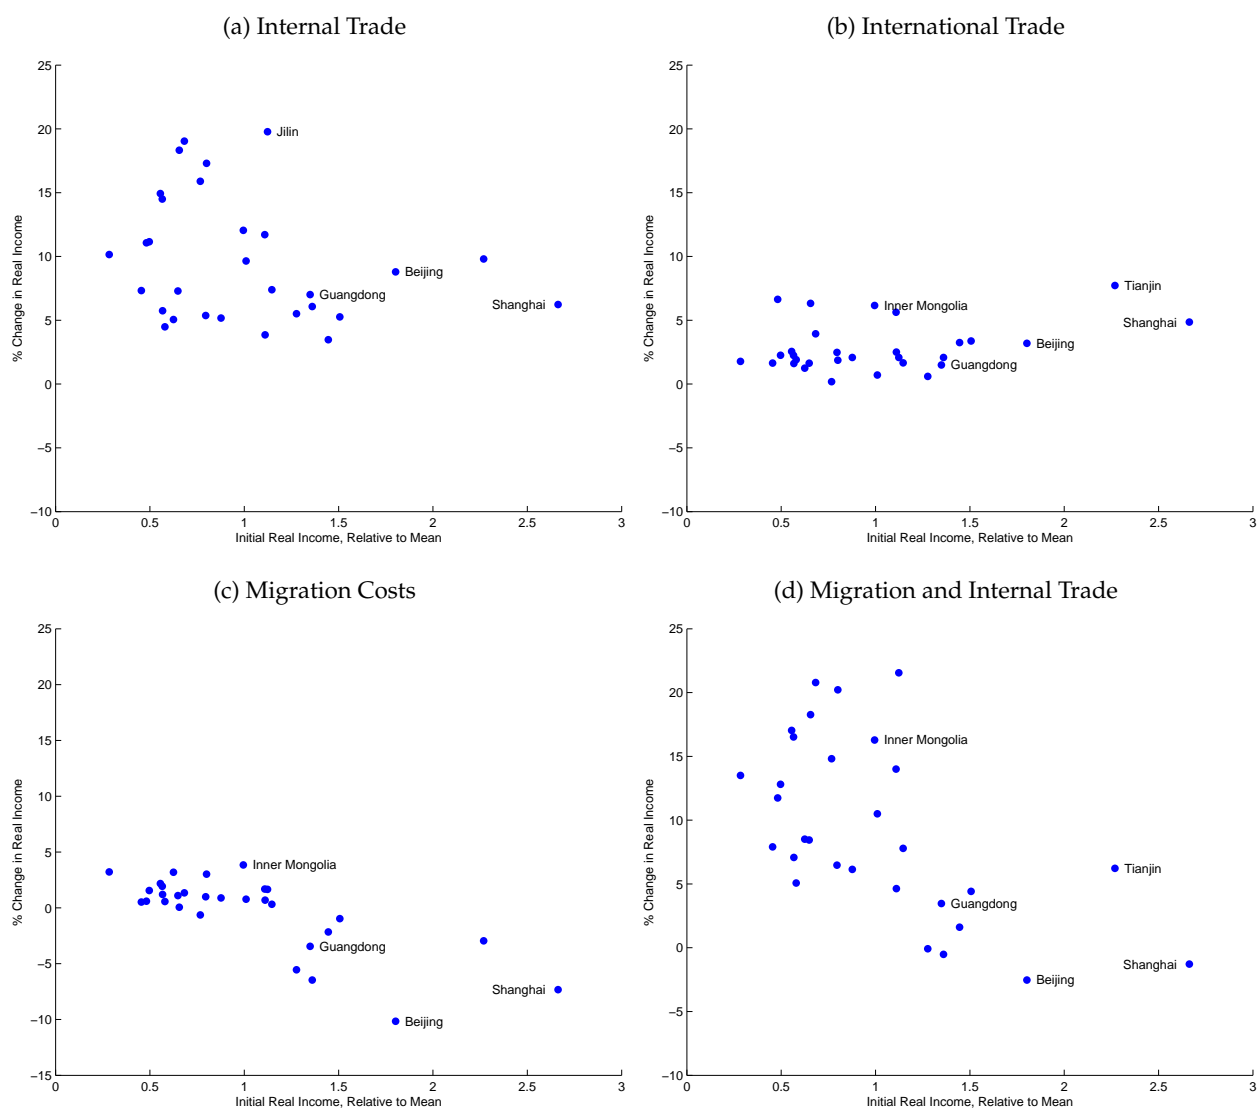 (a) Internal Trade
25
20
15
10
5
0
−5
−10
0 0.5 1 1.5 2 2.5 3
% Change in Real Income
Initial Real Income, Relative to Mean
Jilin
Beijing
Guangdong
Shanghai
(b) International Trade
25
20
15
10
5
0
−5
−10
0 0.5 1 1.5 2 2.5 3
% Change in Real Income
Initial Real Income, Relative to Mean
Tianjin
Inner Mongolia
Shanghai
Beijing
Guangdong
(c) Migration Costs
25
20
15
10
5
0
−5
−10
−15
0 0.5 1 1.5 2 2.5 3
% Change in Real Income
Initial Real Income, Relative to Mean
Inner Mongolia
Guangdong
Shanghai
Beijing
(d) Migration and Internal Trade
25
20
15
10
5
0
−5
−10
0 0.5 1 1.5 2 2.5 3
% Change in Real Income
Initial Real Income, Relative to Mean
Inner Mongolia
Tianjin
Guangdong
Shanghai
Beijing